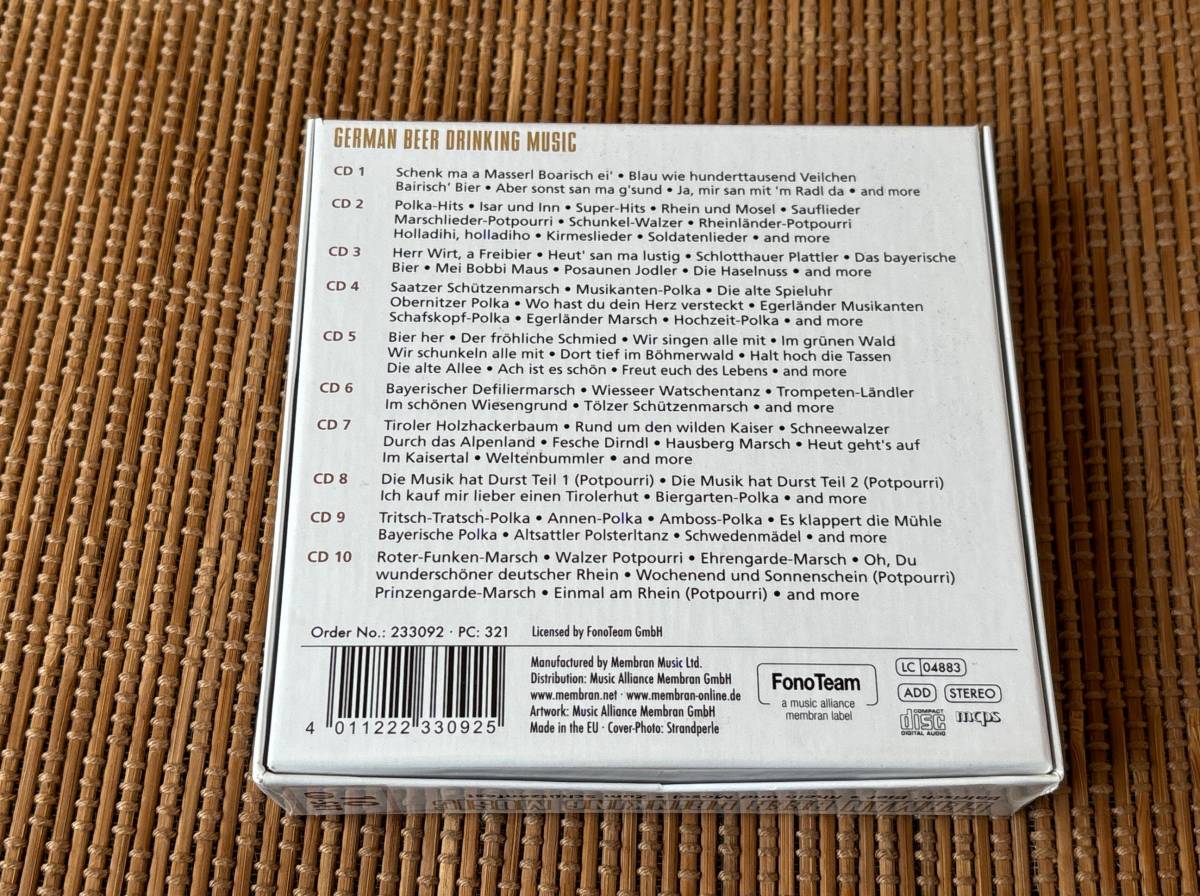 GERMAN BEER DRINKING MUSIC
CD 1 Schenk ma a Masserl Boarisch ei' • Blau wie hunderttausend Veilchen
Bairisch' Bier • Aber sonst san ma g'sund • Ja, mir san mit 'm Radl da • and more
CD 2 Polka-Hits • Isar und Inn • Super-Hits • Rhein und Mosel • Sauflieder
Marschlieder-Potpourri • Schunkel-Walzer • Rheinländer-Potpourri
Holladihi, holladiho • Kirmeslieder • Soldatenlieder • and more
CD 3 Herr Wirt, a Freibier • Heut' san ma lustig • Schlotthauer Plattler • Das bayerische
Bier • Mei Bobbi Maus • Posaunen Jodler • Die Haselnuss • and more
CD 4 Saatzer Schützenmarsch • Musikanten-Polka • Die alte Spieluhr
Obernitzer Polka • Wo hast du dein Herz versteckt • Egerländer Musikanten
Schafskopf-Polka • Egerländer Marsch • Hochzeit-Polka • and more
CD 5 Bier her • Der fröhliche Schmied • Wir singen alle mit • Im grünen Wald
Wir schunkeln alle mit • Dort tief im Böhmerwald • Halt hoch die Tassen
Die alte Allee • Ach ist es schön • Freut euch des Lebens • and more
CD 6 Bayerischer Defiliermarsch • Wiesseer Watschentanz • Trompeten-Ländler
Im schönen Wiesengrund • Tölzer Schützenmarsch • and more
CD 7 Tiroler Holzhackerbaum • Rund um den wilden Kaiser • Schneewalzer
Durch das Alpenland • Fesche Dirndl • Hausberg Marsch • Heut geht's auf
Im Kaisertal • Weltenbummler • and more
CD 8 Die Musik hat Durst Teil 1 (Potpourri) • Die Musik hat Durst Teil 2 (Potpourri)
Ich kauf mir lieber einen Tirolerhut • Biergarten-Polka • and more
CD 9 Tritsch-Tratsch-Polka • Annen-Polka • Amboss-Polka • Es klappert die Mühle
Bayerische Polka • Altsattler Polsterltanz • Schwedenmädel • and more
CD 10 Roter-Funken-Marsch • Walzer Potpourri • Ehrengarde-Marsch • Oh, Du
wunderschöner deutscher Rhein • Wochenend und Sonnenschein (Potpourri)
Prinzengarde-Marsch • Einmal am Rhein (Potpourri) • and more
Order No.: 233092 · PC: 321 Licensed by FonoTeam GmbH
Manufactured by Membran Music Ltd.
Distribution: Music Alliance Membran GmbH
www.membran.net · www.membran-online.de
Artwork: Music Alliance Membran GmbH
Made in the EU · Cover-Photo: Strandperle
4 011222 330925
FonoTeam
a music alliance
membran label
LC 04883
ADD STEREO
COMPACT
disc
DIGITAL AUDIO
mcps
GERMAN BEER DRINKING MUSIC